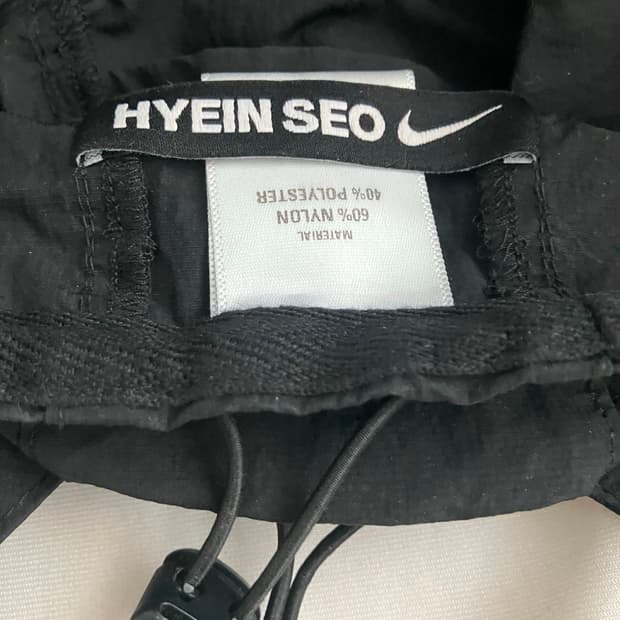 HYEIN SEO
MATERIAL
60% NYLON
40% POLYESTER